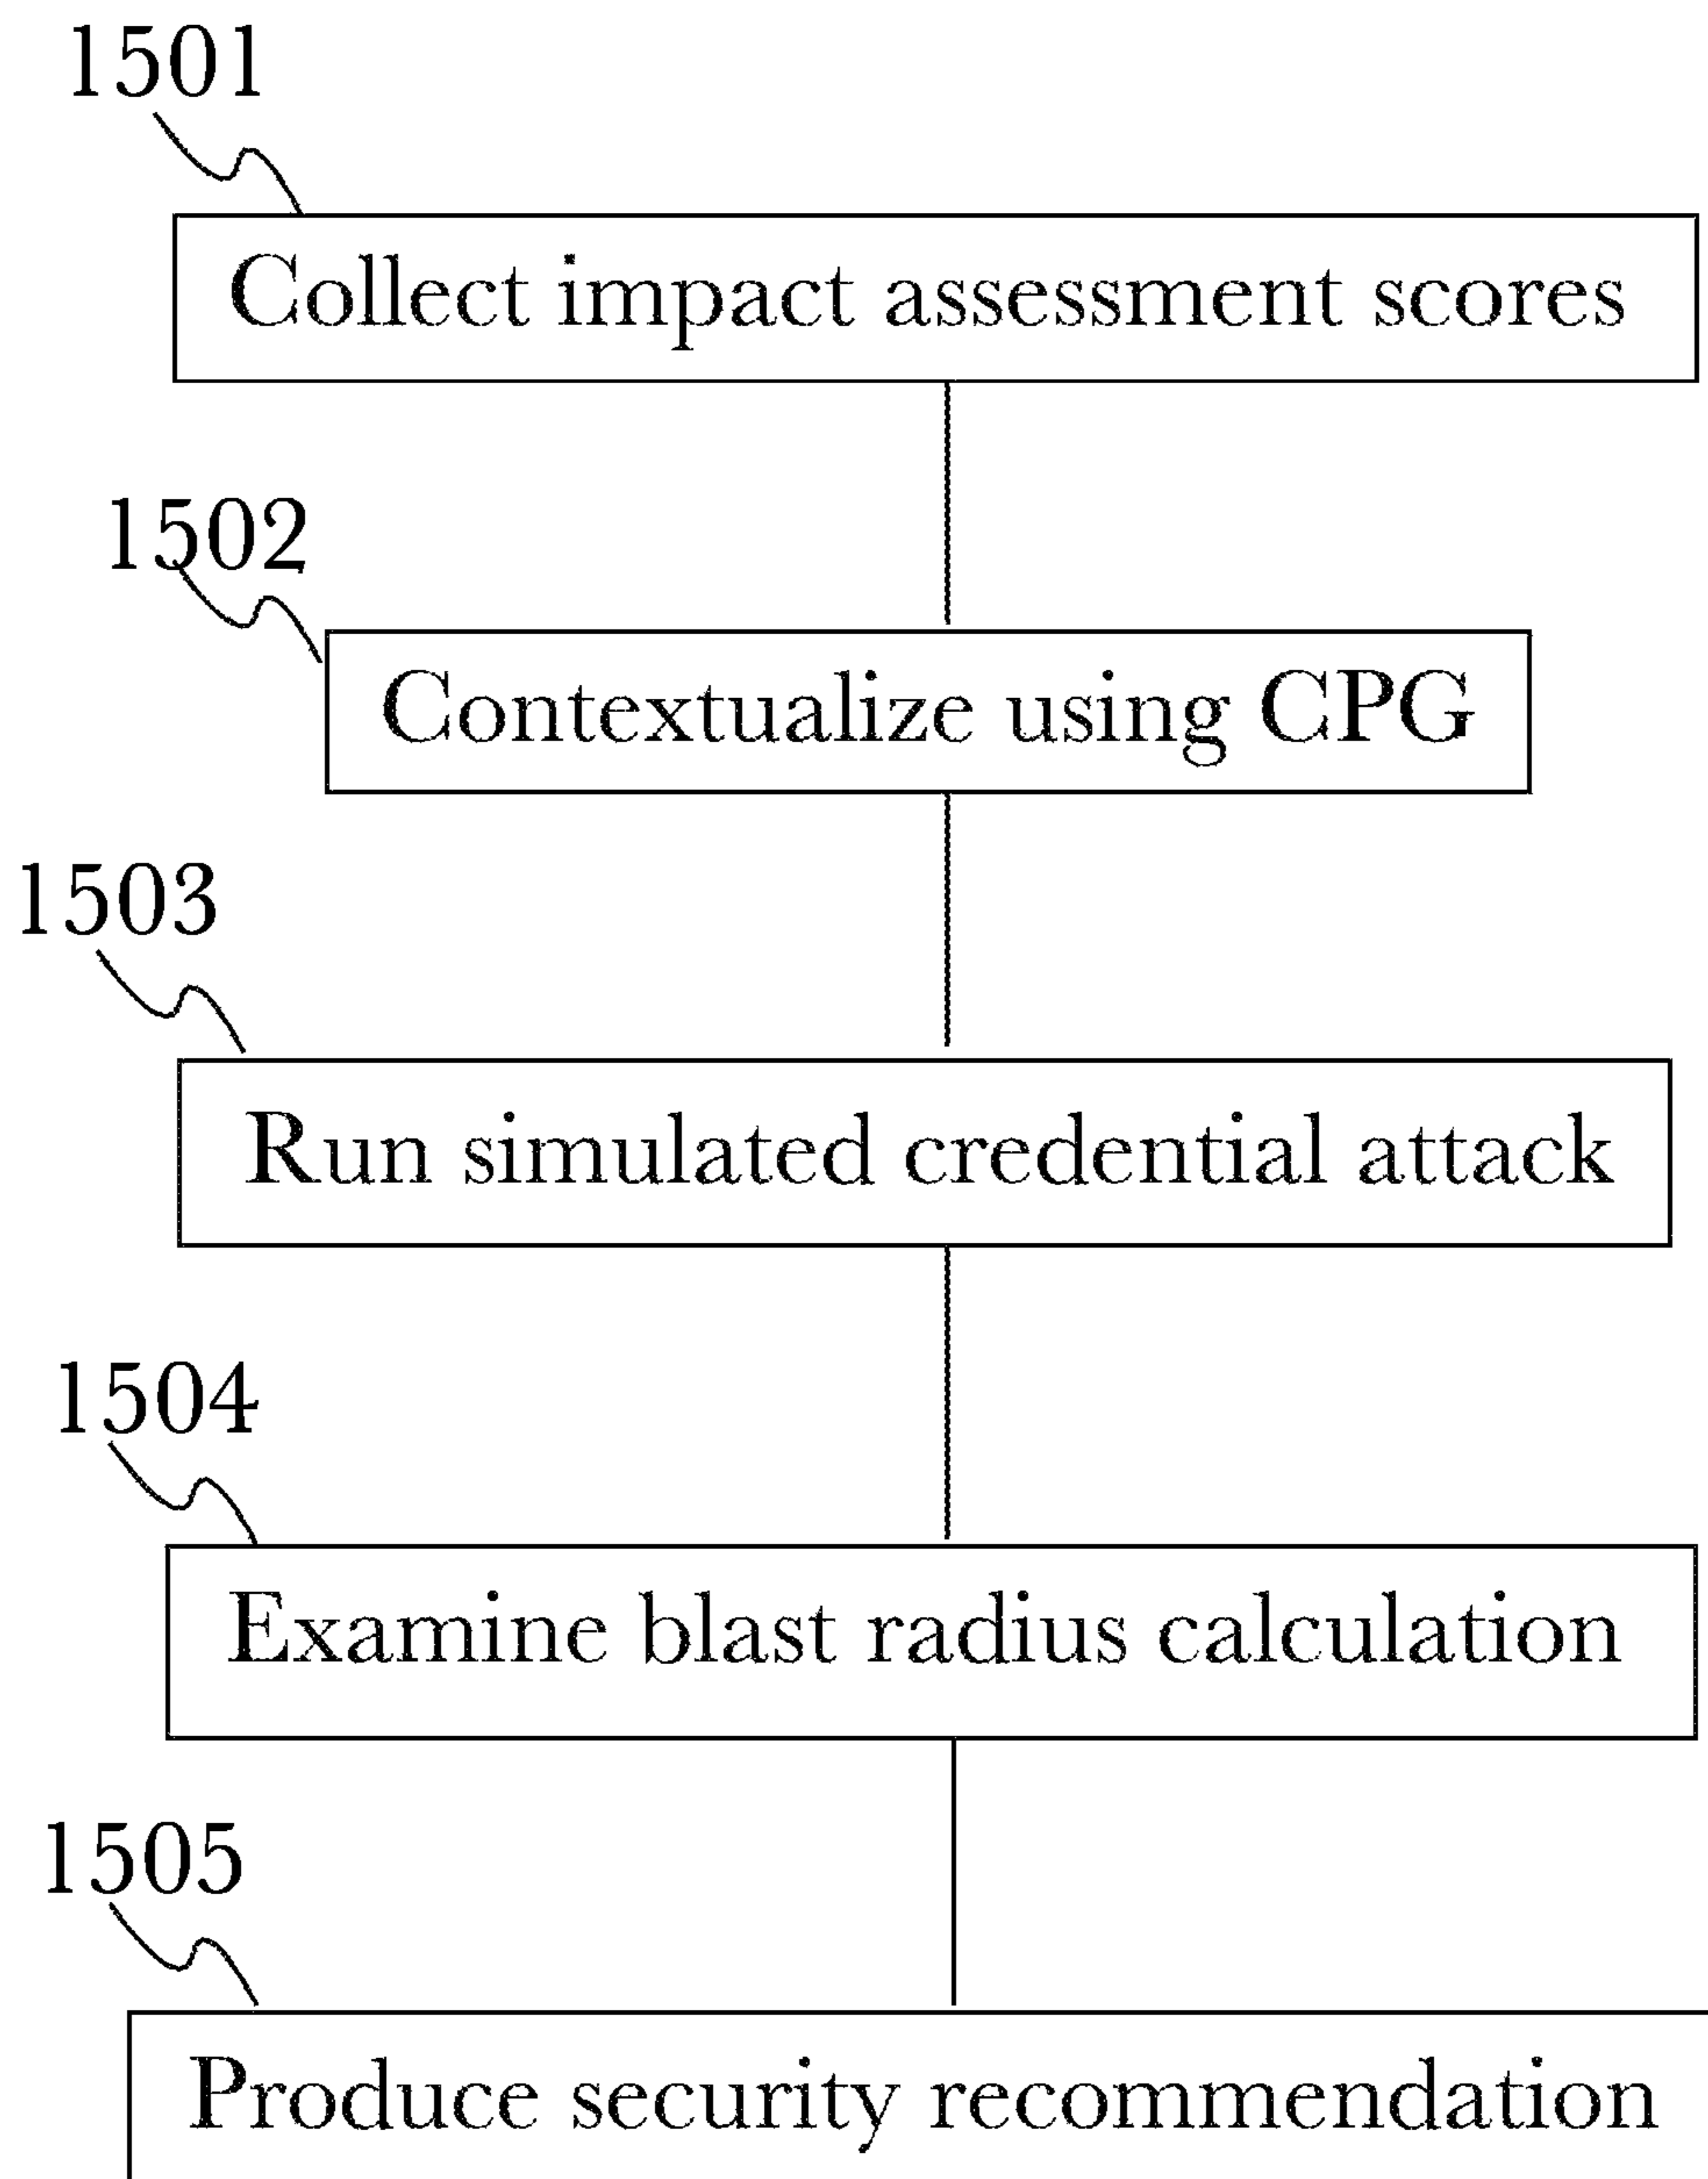 1501
Collect impact assessment scores
1502
Contextualize using CPG
1503
Run simulated credential attack
1504
Examine blast radius calculation
1505
Produce security recommendation